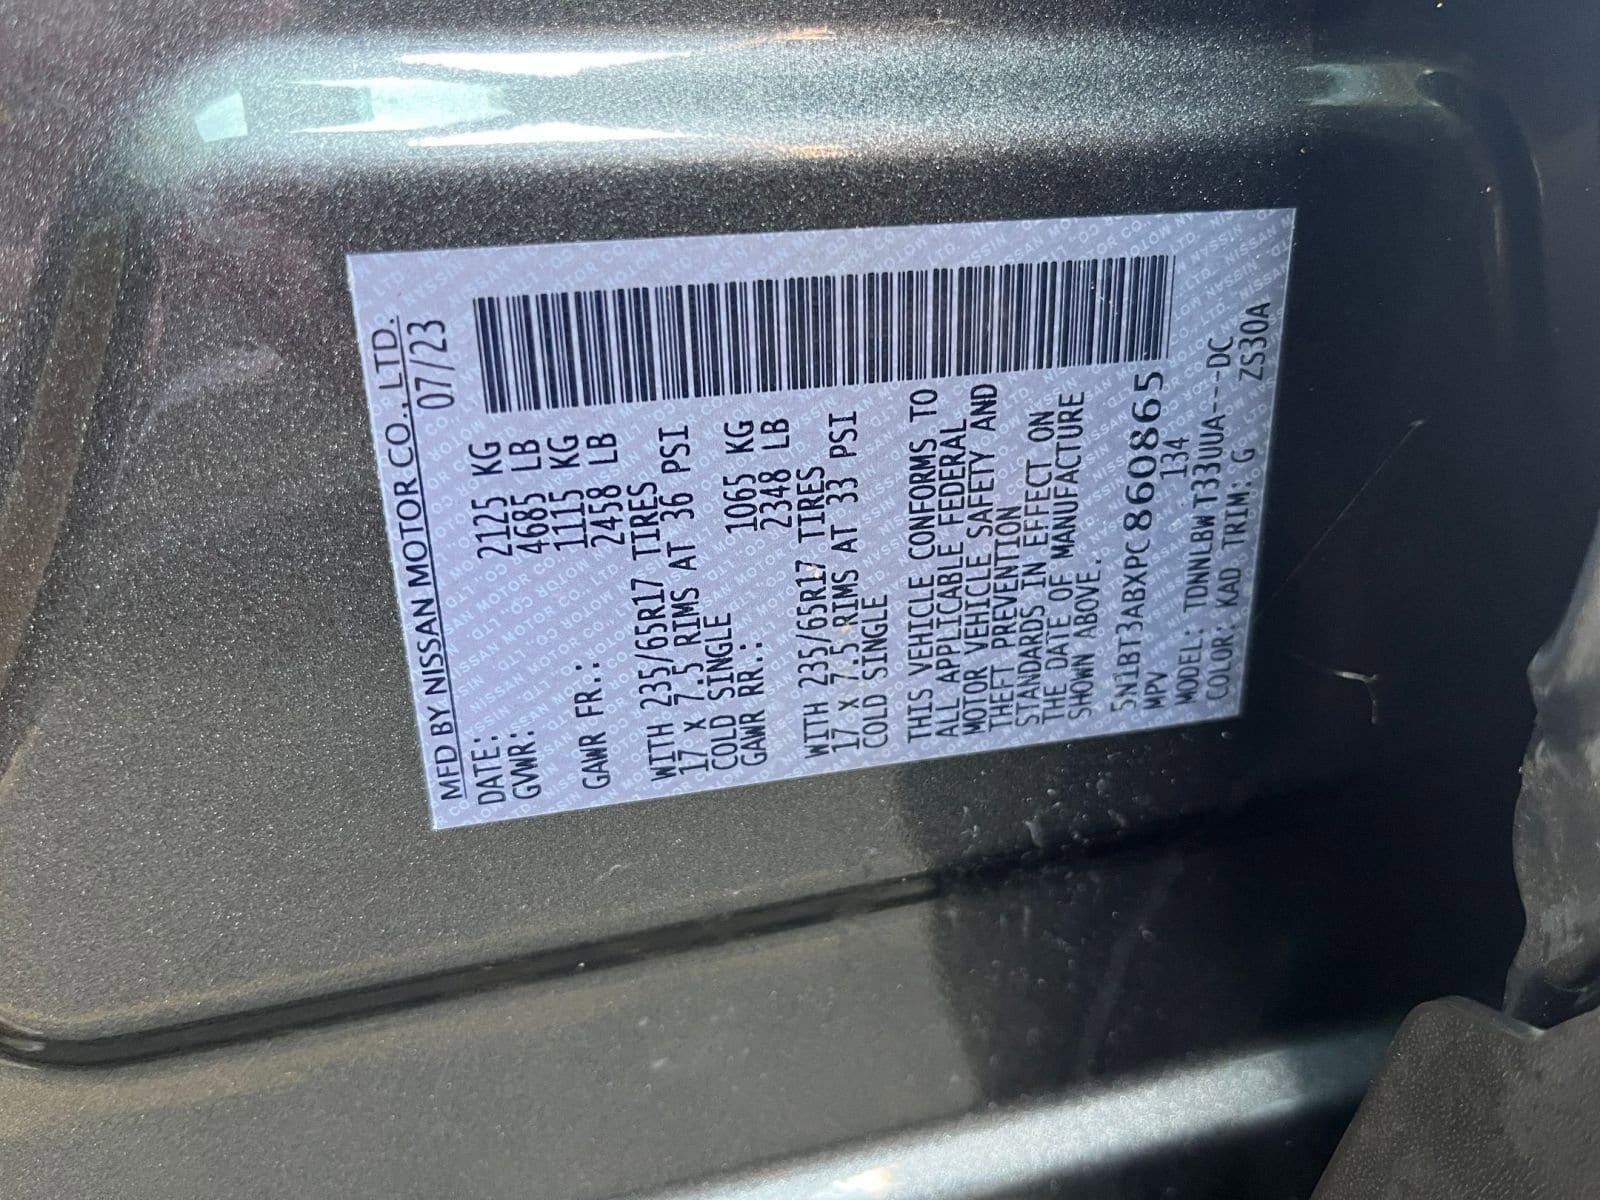 MFD BY NISSAN MOTOR CO., LTD.
DATE: 07/23
GVWR: 2125 KG
4685 LB
GAWR FR.: 1115 KG
2458 LB
WITH 235/65R17 TIRES
17 X 7.5 RIMS AT 36 PSI
COLD SINGLE
GAWR RR.: 1065 KG
2348 LB
WITH 235/65R17 TIRES
17 X 7.5 RIMS AT 33 PSI
COLD SINGLE
THIS VEHICLE CONFORMS TO
ALL APPLICABLE FEDERAL
MOTOR VEHICLE SAFETY AND
THEFT PREVENTION
STANDARDS IN EFFECT ON
THE DATE OF MANUFACTURE
SHOWN ABOVE.
5N1BT3ABXPC860865
MPV 134
MODEL: TDNNLBW T33UUA---DC
COLOR: KAD TRIM: G ZS30A